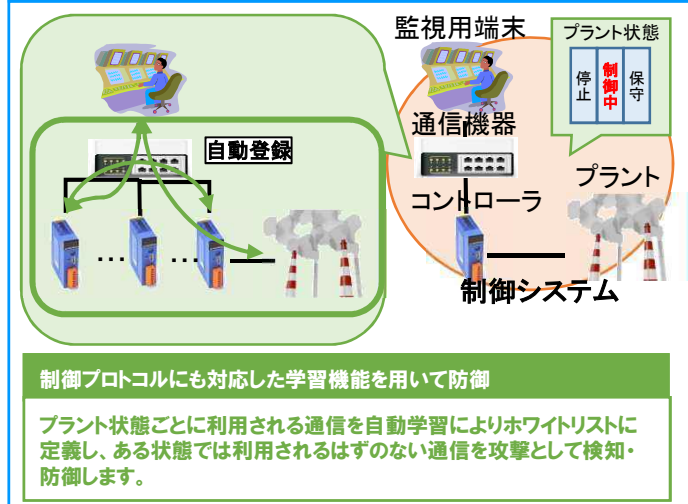 監視用端末
プラント状態
停止
制御中
保守
通信機器
自動登録
コントローラ
プラント
… …
制御システム
制御プロトコルにも対応した学習機能を用いて防御
プラント状態ごとに利用される通信を自動学習によりホワイトリストに
定義し、ある状態では利用されるはずのない通信を攻撃として検知・
防御します。